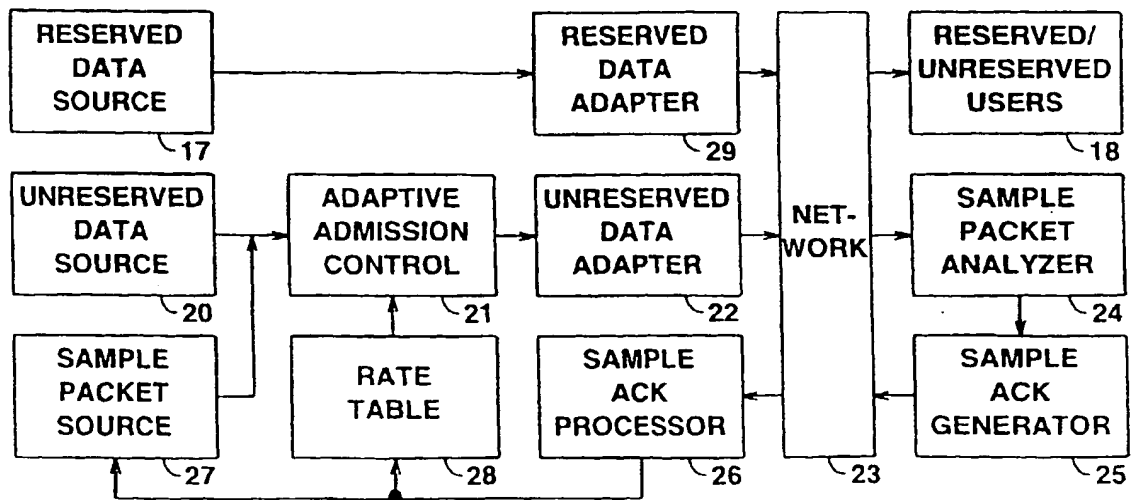 RESERVED
DATA
SOURCE
17
RESERVED
DATA
ADAPTER
29
RESERVED/
UNRESERVED
USERS
18
UNRESERVED
DATA
SOURCE
20
ADAPTIVE
ADMISSION
CONTROL
21
UNRESERVED
DATA
ADAPTER
22
NET-
WORK
23
SAMPLE
PACKET
ANALYZER
24
SAMPLE
PACKET
SOURCE
27
RATE
TABLE
28
SAMPLE
ACK
PROCESSOR
26
SAMPLE
ACK
GENERATOR
25